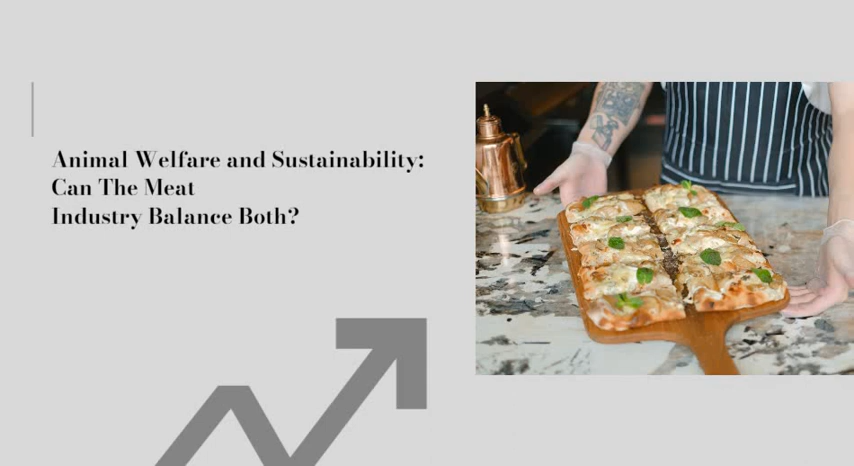 Animal Welfare and Sustainability:
Can The Meat
Industry Balance Both?